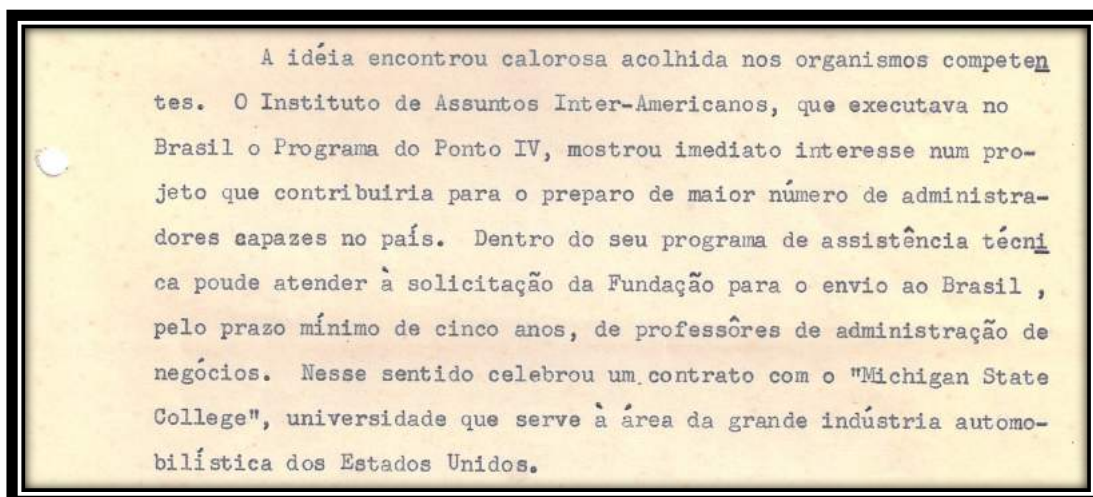 A idéia encontrou calorosa acolhida nos organismos competen
tes. O Instituto de Assuntos Inter-Americanos, que executava no
Brasil o Programa do Ponto IV, mostrou imediato interesse num pro-
jeto que contribuiria para o preparo de maior número de administra-
dores capazes no país. Dentro do seu programa de assistência técni
ca poude atender à solicitação da Fundação para o envio ao Brasil ,
pelo prazo mínimo de cinco anos, de professôres de administração de
negócios. Nesse sentido celebrou um contrato com o "Michigan State
College", universidade que serve à área da grande indústria automo-
bilística dos Estados Unidos.